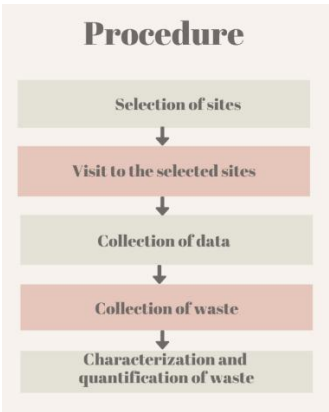 Procedure
Selection of sites
Visit to the selected sites
Collection of data
Collection of waste
Characterization and
quantification of waste